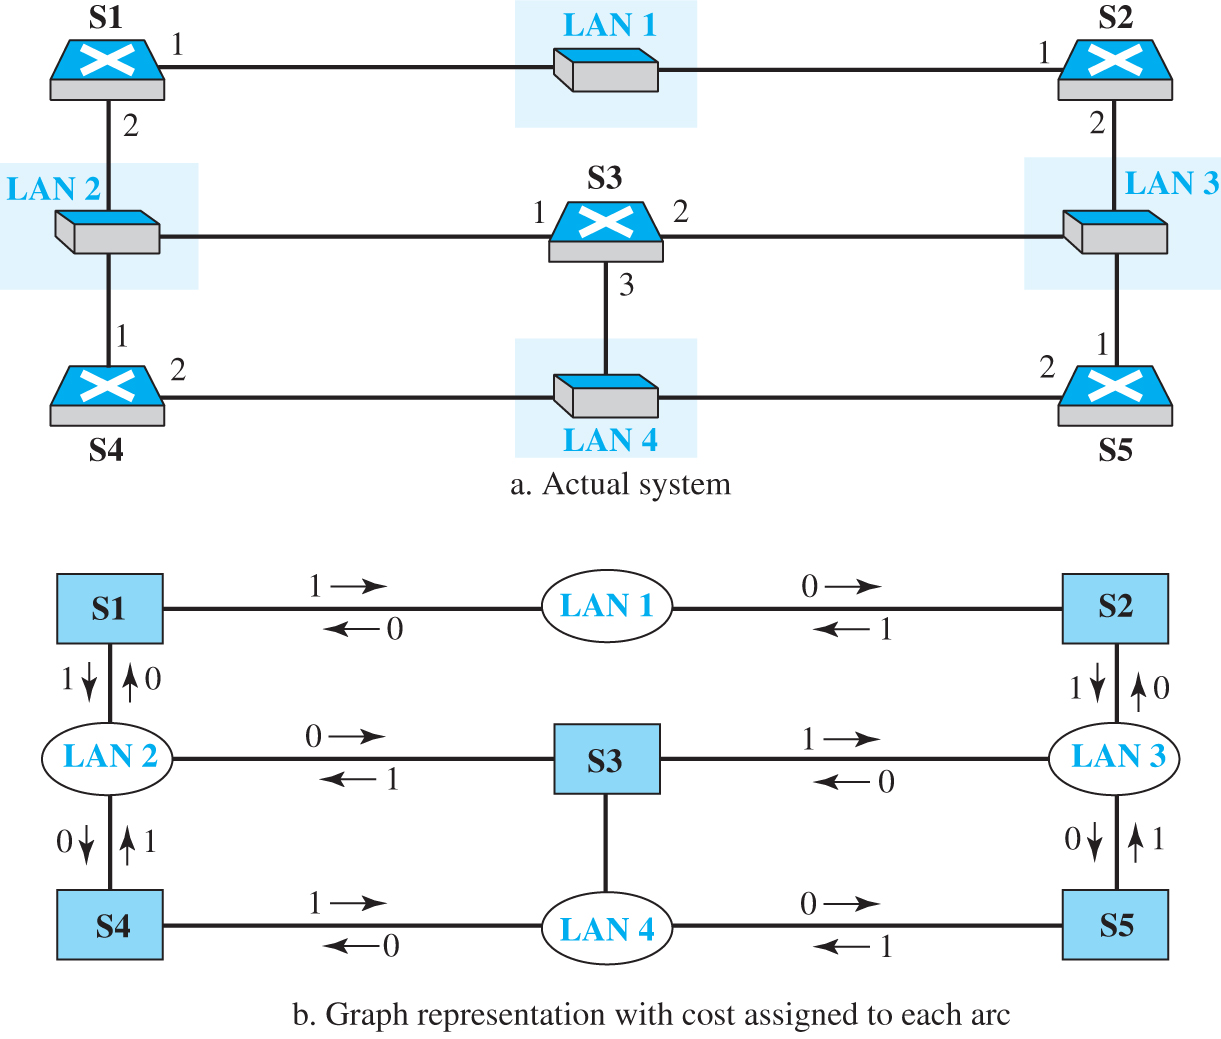 S1
LAN 1
S2
1
1
2
2
LAN 2
S3
LAN 3
1
2
3
1
1
2
2
S4
LAN 4
S5
a. Actual system
S1
1
0
LAN 1
0
1
S2
1
0
1
0
LAN 2
0
1
S3
1
0
LAN 3
0
1
0
1
S4
1
0
LAN 4
0
1
S5
b. Graph representation with cost assigned to each arc